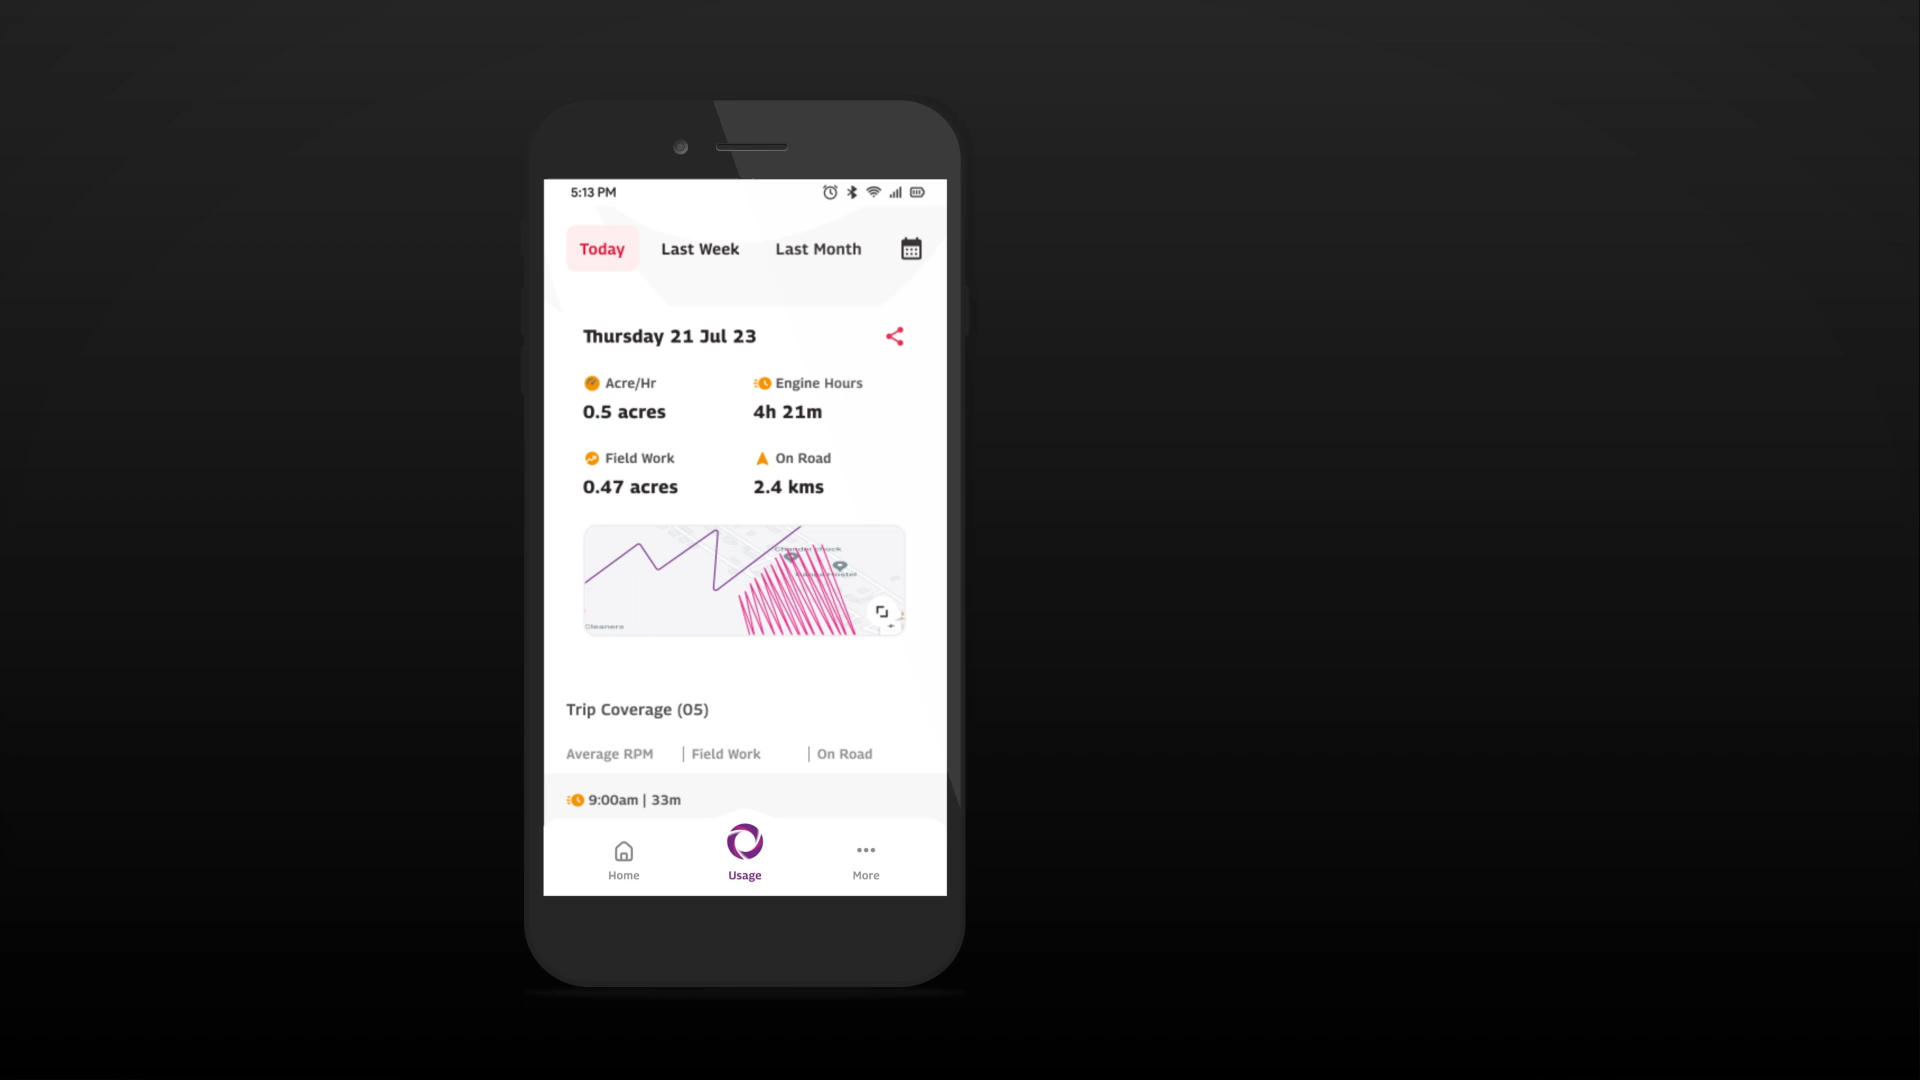 5:13 PM
Today Last Week Last Month
Thursday 21 Jul 23
Acre/Hr Engine Hours
0.5 acres 4h 21m
Field Work On Road
0.47 acres 2.4 kms
Cleaners
Trip Coverage (05)
Average RPM | Field Work | On Road
9:00am | 33m
Home Usage More